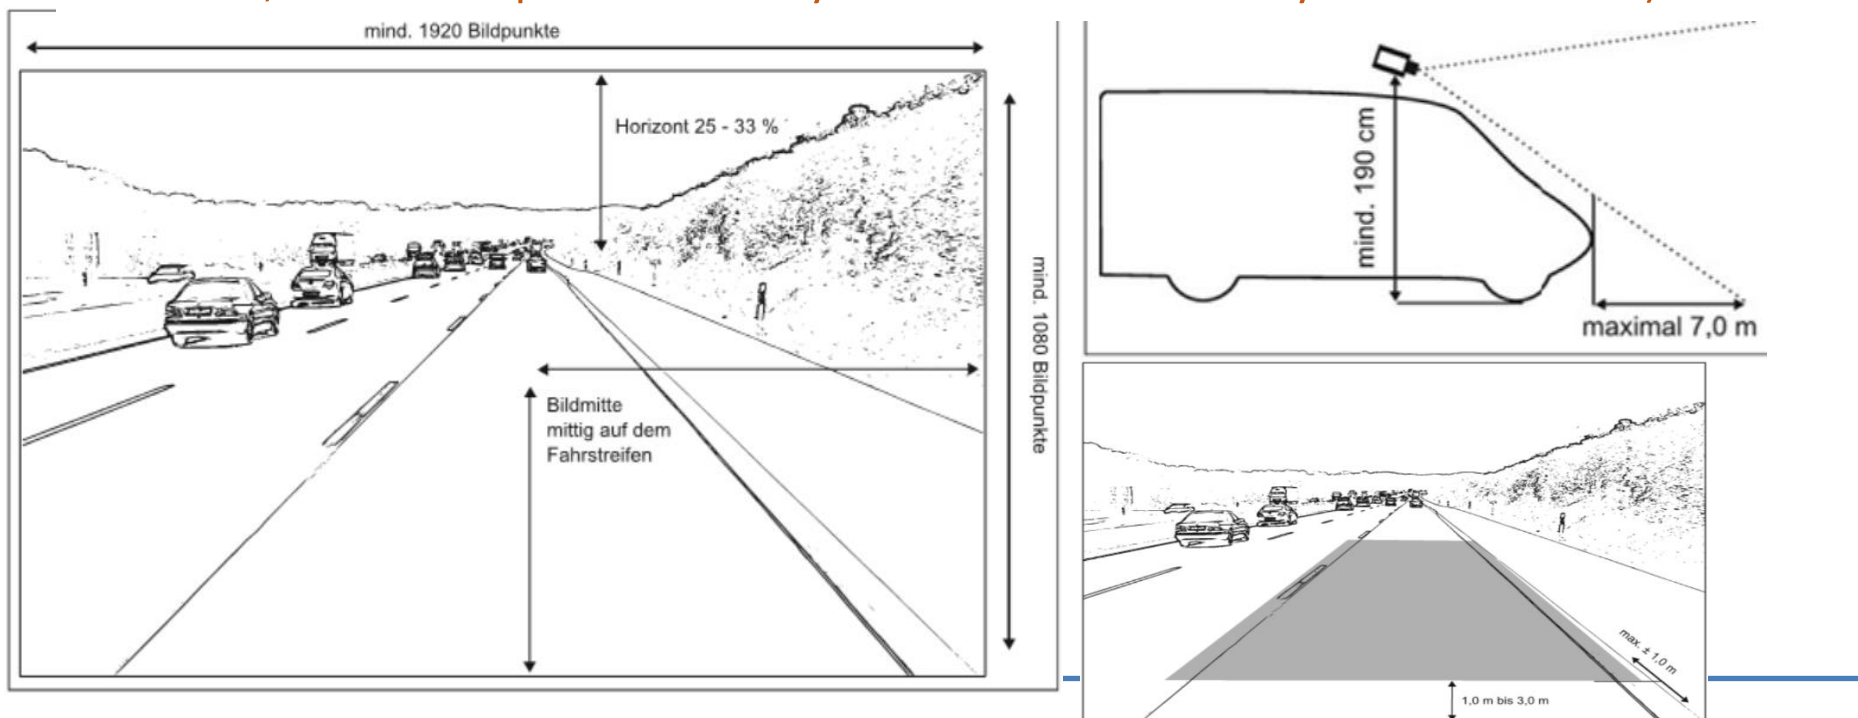 mind. 1920 Bildpunkte
Horizont 25 - 33 %
mind. 1080 Bildpunkte
Bildmitte
mittig auf dem
Fahrstreifen
mind. 190 cm
maximal 7,0 m
max. ± 1,0 m
1,0 m bis 3,0 m